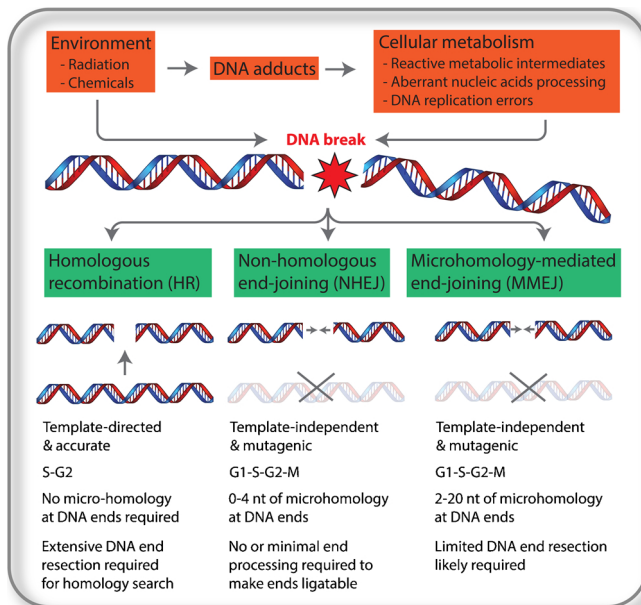 Environment
- Radiation
- Chemicals
DNA adducts
Cellular metabolism
- Reactive metabolic intermediates
- Aberrant nucleic acids processing
- DNA replication errors
DNA break
Homologous
recombination (HR)
Non-homologous
end-joining (NHEJ)
Microhomology-mediated
end-joining (MMEJ)
Template-directed
& accurate
S-G2
No micro-homology
at DNA ends required
Extensive DNA end
resection required
for homology search
Template-independent
& mutagenic
G1-S-G2-M
0-4 nt of microhomology
at DNA ends
No or minimal end
processing required to
make ends ligatable
Template-independent
& mutagenic
G1-S-G2-M
2-20 nt of microhomology
at DNA ends
Limited DNA end resection
likely required